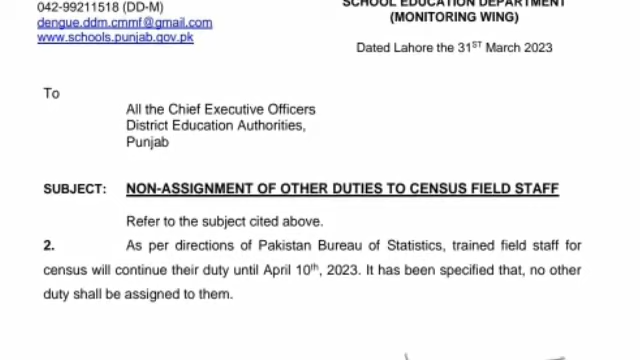 042-99211518 (DD-M)
dengue.ddm.cmmf@gmail.com
www.schools.punjab.gov.pk
SCHOOL EDUCATION DEPARTMENT
(MONITORING WING)
Dated Lahore the 31ST March 2023
To
All the Chief Executive Officers
District Education Authorities,
Punjab
SUBJECT: NON-ASSIGNMENT OF OTHER DUTIES TO CENSUS FIELD STAFF
Refer to the subject cited above.
2. As per directions of Pakistan Bureau of Statistics, trained field staff for
census will continue their duty until April 10th, 2023. It has been specified that, no other
duty shall be assigned to them.